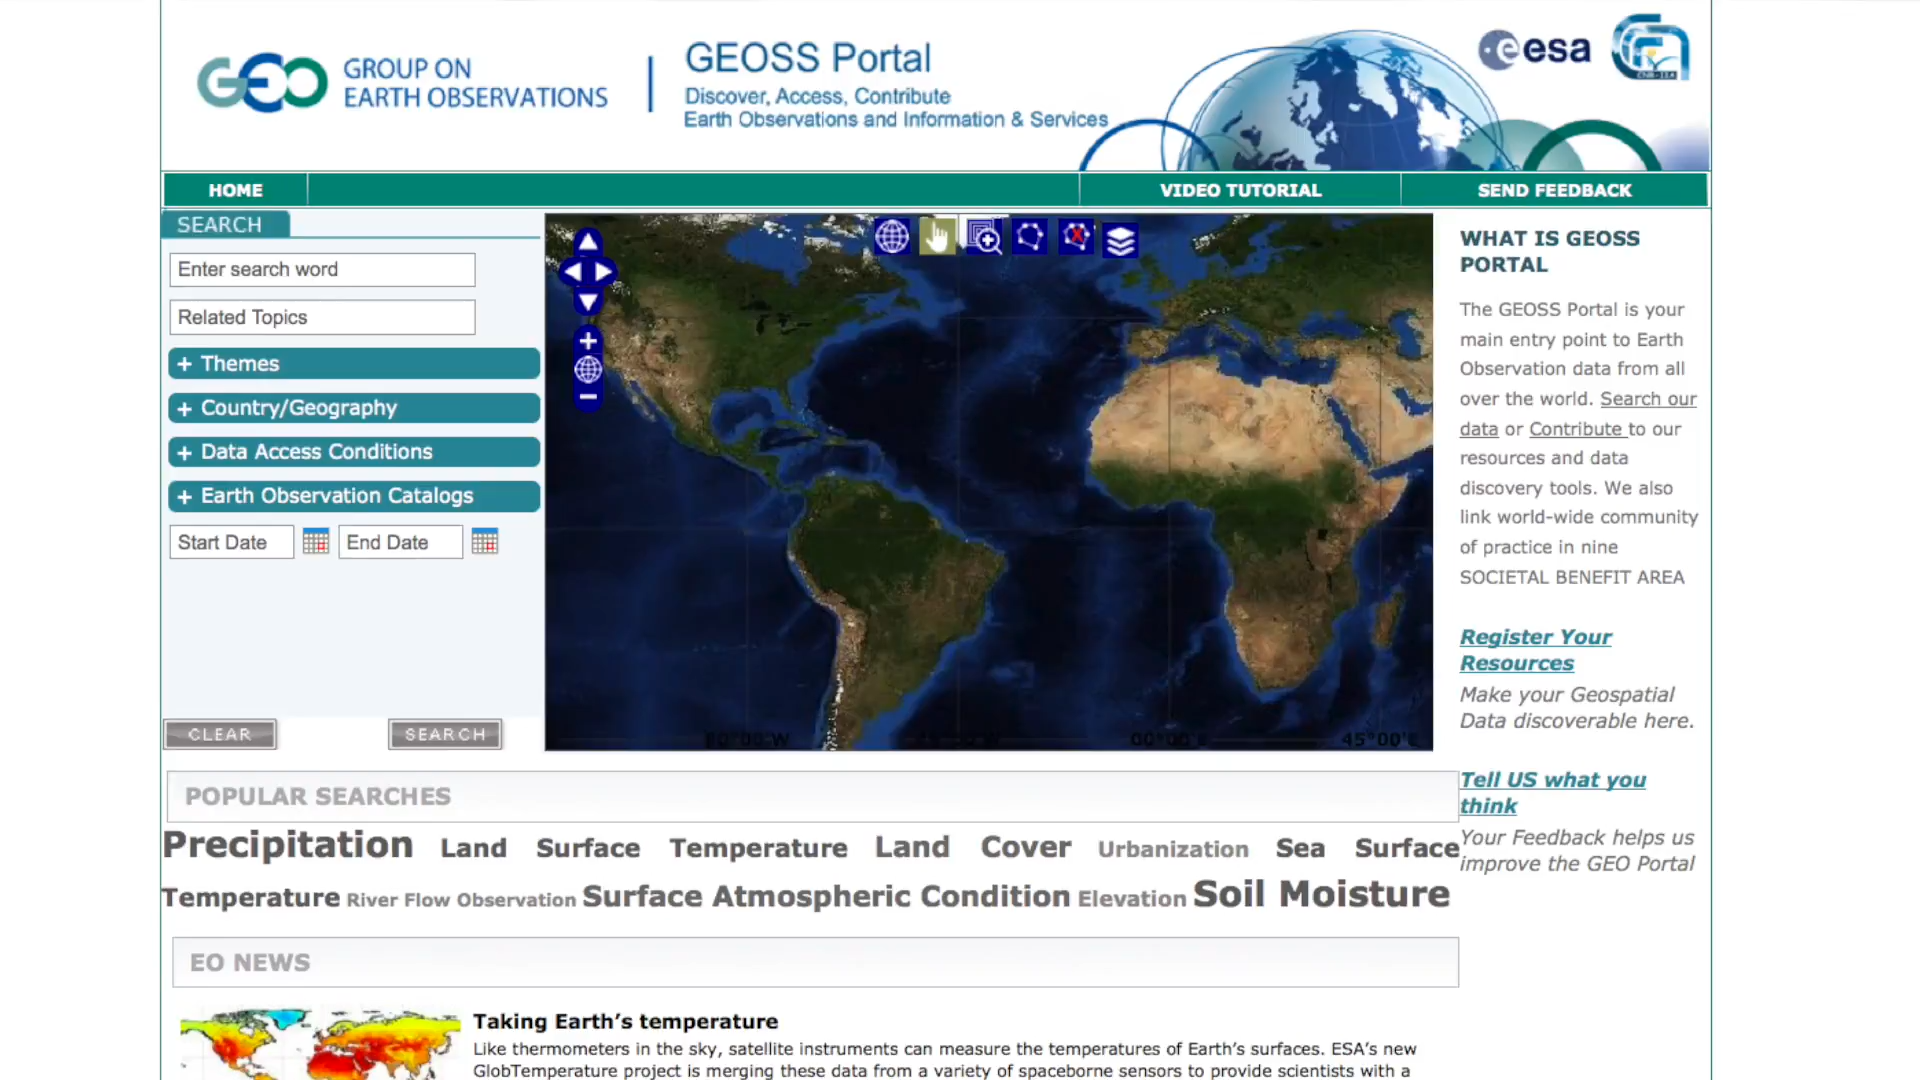 GEO GROUP ON
EARTH OBSERVATIONS
GEOSS Portal
Discover, Access, Contribute
Earth Observations and Information & Services
esa
HOME
VIDEO TUTORIAL
SEND FEEDBACK
SEARCH
Enter search word
Related Topics
+ Themes
+ Country/Geography
+ Data Access Conditions
+ Earth Observation Catalogs
Start Date
End Date
CLEAR
SEARCH
00°00'E
45°00'E
WHAT IS GEOSS
PORTAL
The GEOSS Portal is your
main entry point to Earth
Observation data from all
over the world. Search our
data or Contribute to our
resources and data
discovery tools. We also
link world-wide community
of practice in nine
SOCIETAL BENEFIT AREA
Register Your
Resources
Make your Geospatial
Data discoverable here.
Tell US what you
think
Your Feedback helps us
improve the GEO Portal
POPULAR SEARCHES
Precipitation Land Surface Temperature Land Cover Urbanization Sea Surface
Temperature River Flow Observation Surface Atmospheric Condition Elevation Soil Moisture
EO NEWS
Taking Earth's temperature
Like thermometers in the sky, satellite instruments can measure the temperatures of Earth's surfaces. ESA's new
GlobTemperature project is merging these data from a variety of spaceborne sensors to provide scientists with a